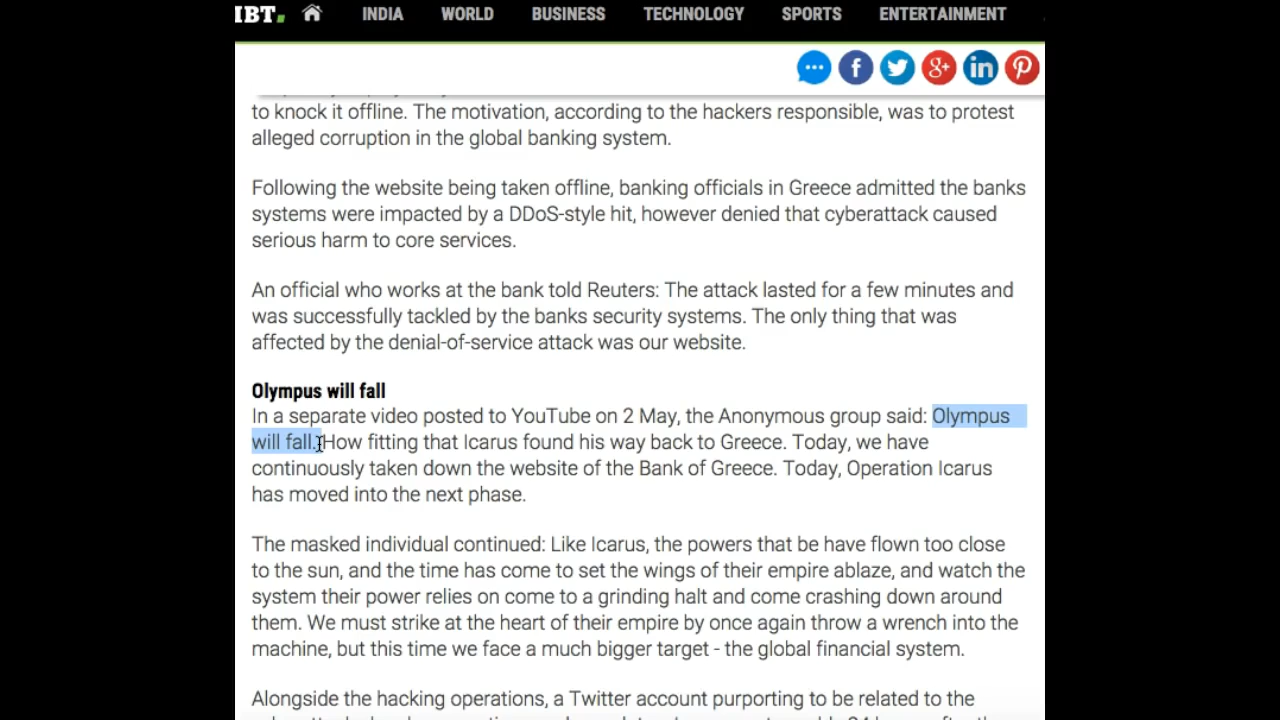 IBT.
INDIA WORLD BUSINESS TECHNOLOGY SPORTS ENTERTAINMENT
f g+ in
to knock it offline. The motivation, according to the hackers responsible, was to protest
alleged corruption in the global banking system.
Following the website being taken offline, banking officials in Greece admitted the banks
systems were impacted by a DDoS-style hit, however denied that cyberattack caused
serious harm to core services.
An official who works at the bank told Reuters: The attack lasted for a few minutes and
was successfully tackled by the banks security systems. The only thing that was
affected by the denial-of-service attack was our website.
Olympus will fall
In a separate video posted to YouTube on 2 May, the Anonymous group said: Olympus
will fall. How fitting that Icarus found his way back to Greece. Today, we have
continuously taken down the website of the Bank of Greece. Today, Operation Icarus
has moved into the next phase.
The masked individual continued: Like Icarus, the powers that be have flown too close
to the sun, and the time has come to set the wings of their empire ablaze, and watch the
system their power relies on come to a grinding halt and come crashing down around
them. We must strike at the heart of their empire by once again throw a wrench into the
machine, but this time we face a much bigger target - the global financial system.
Alongside the hacking operations, a Twitter account purporting to be related to the